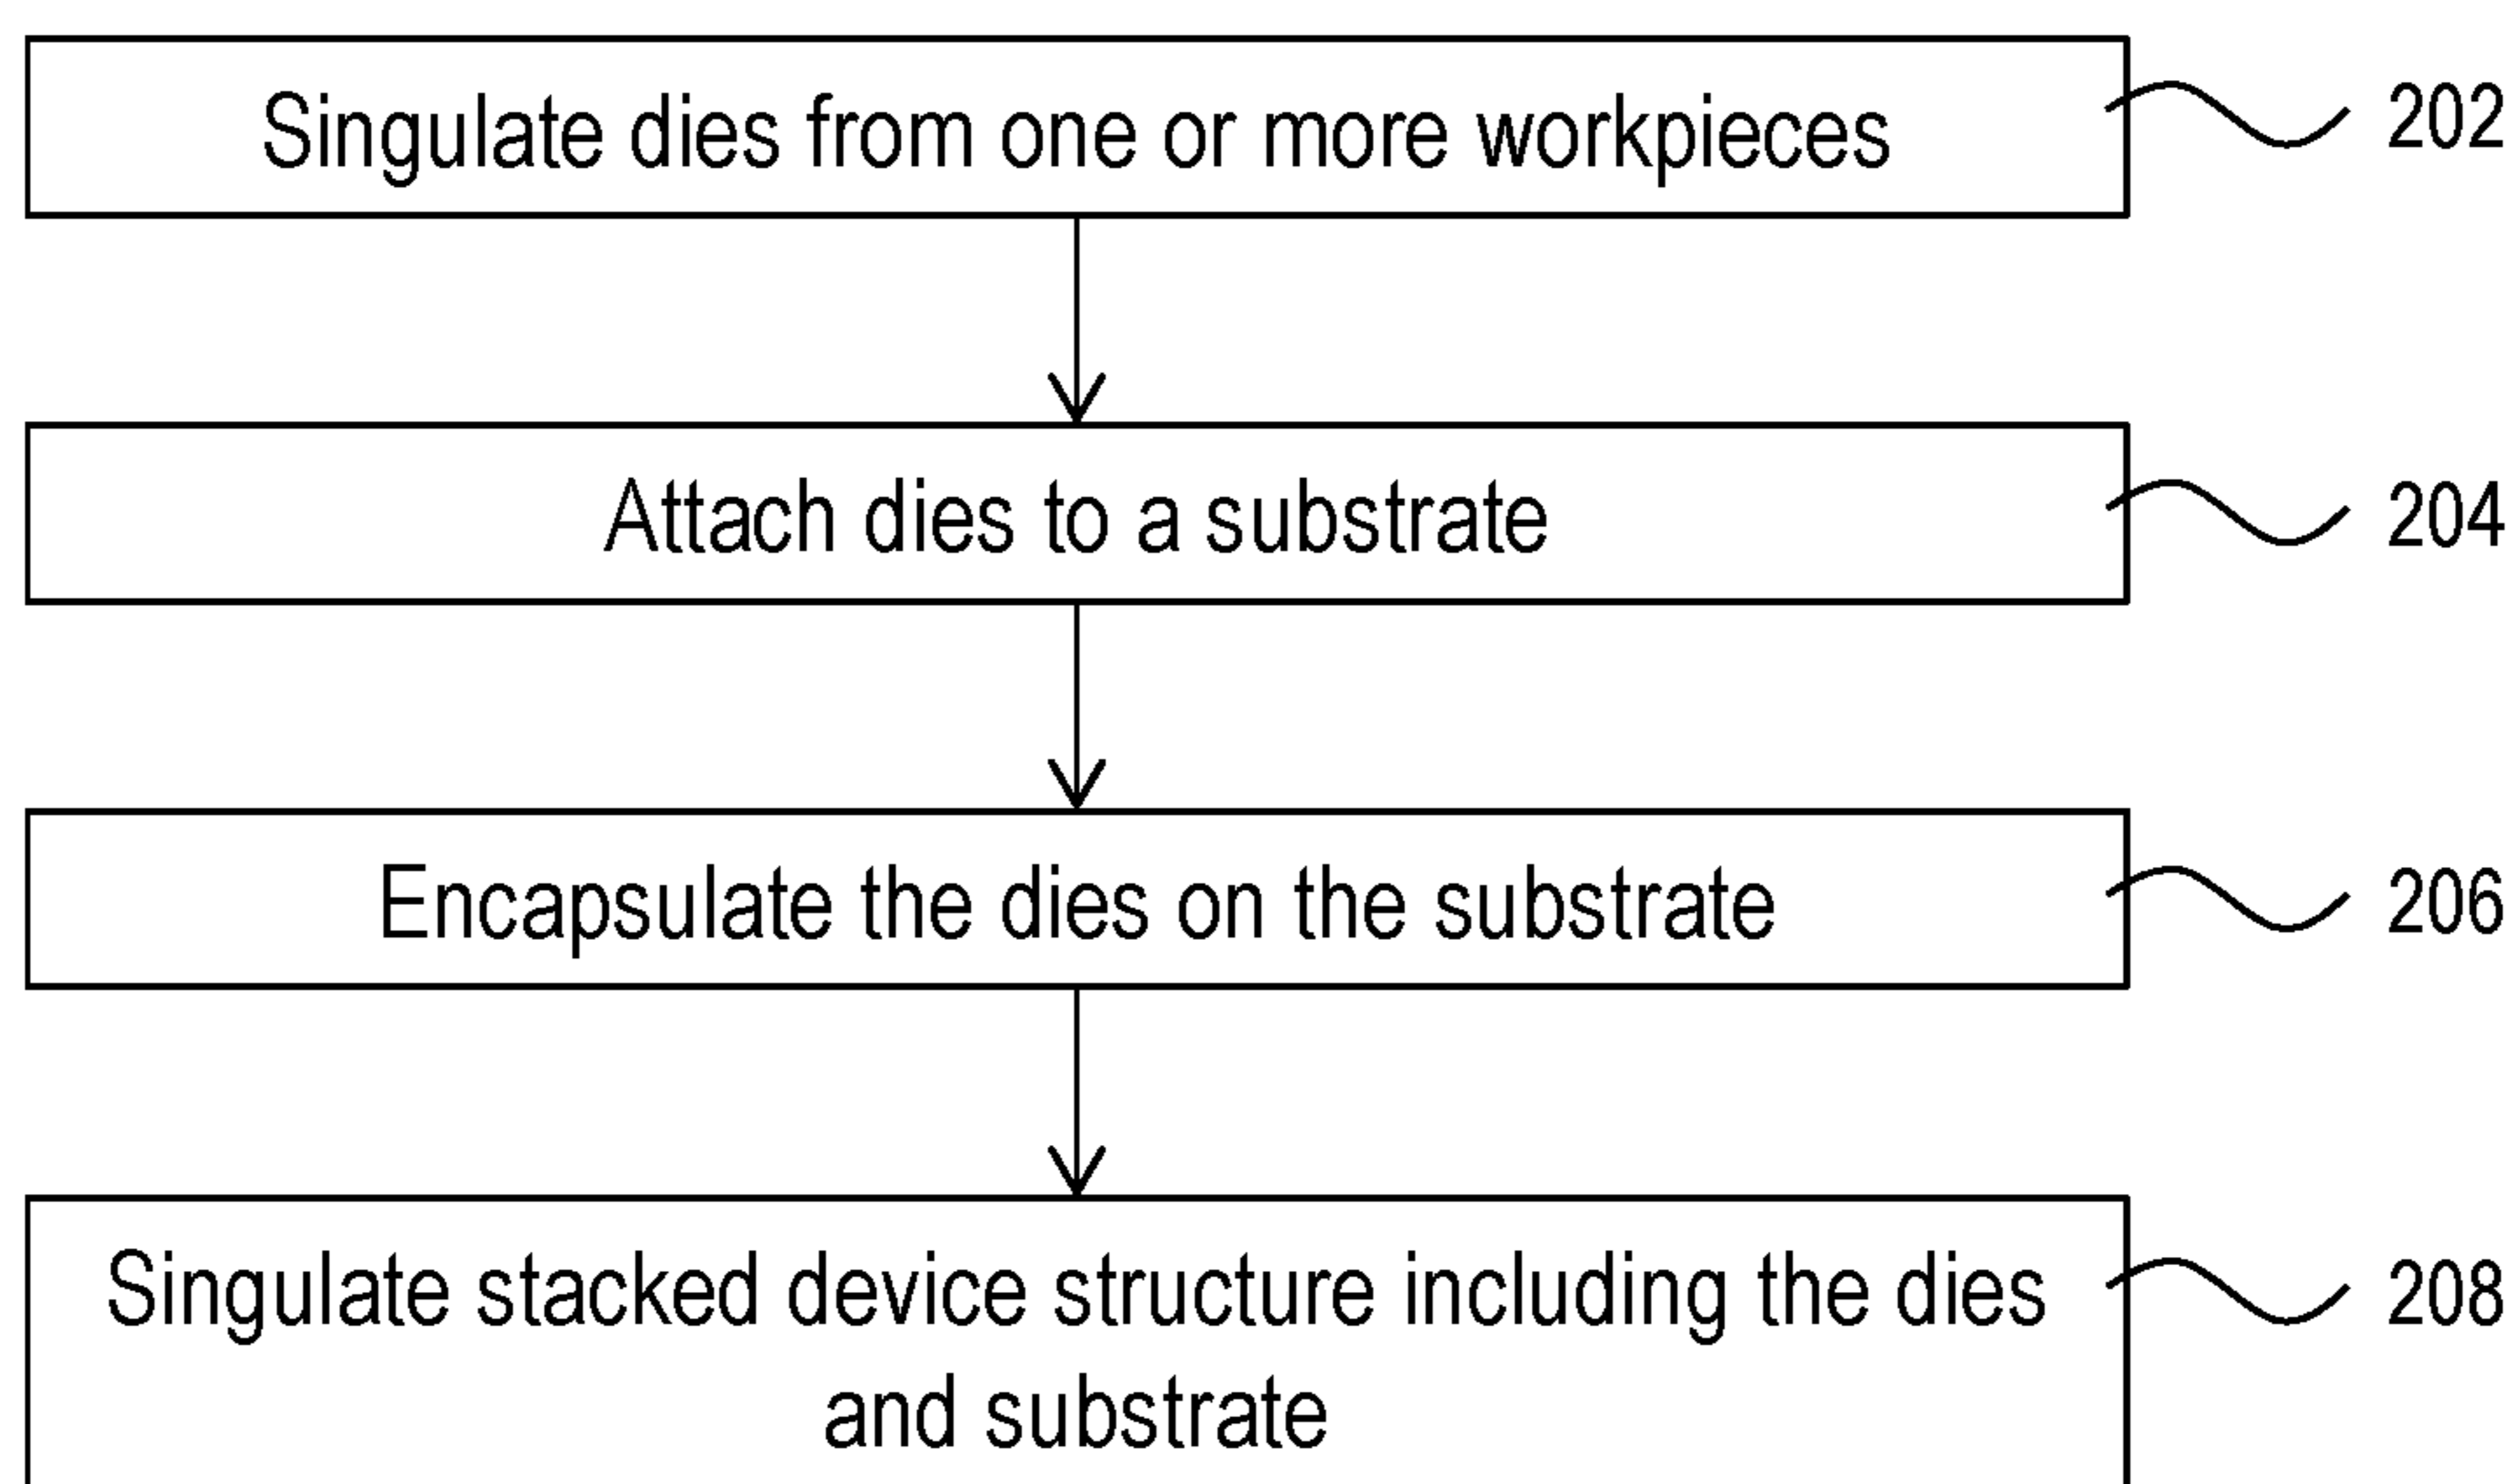 Singulate dies from one or more workpieces
202
Attach dies to a substrate
204
Encapsulate the dies on the substrate
206
Singulate stacked device structure including the dies
and substrate
208